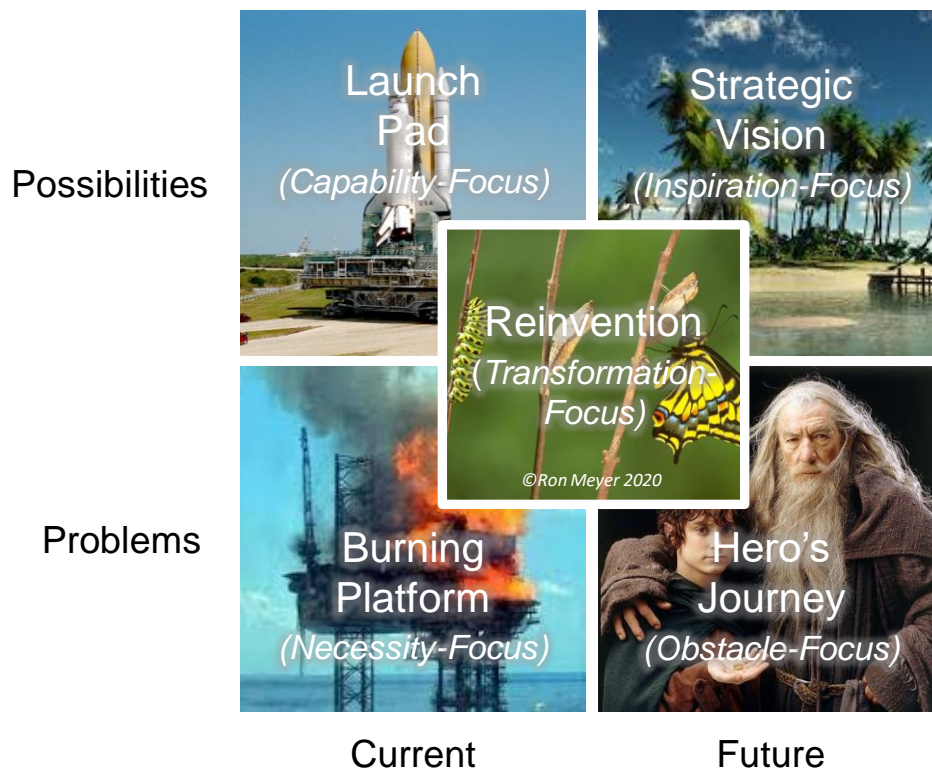 Possibilities
Launch
Pad
(Capability-Focus)
USA
Strategic
Vision
(Inspiration-Focus)
Reinvention
(Transformation-
Focus)
©Ron Meyer 2020
Problems
Burning
Platform
(Necessity-Focus)
Hero's
Journey
(Obstacle-Focus)
Current
Future